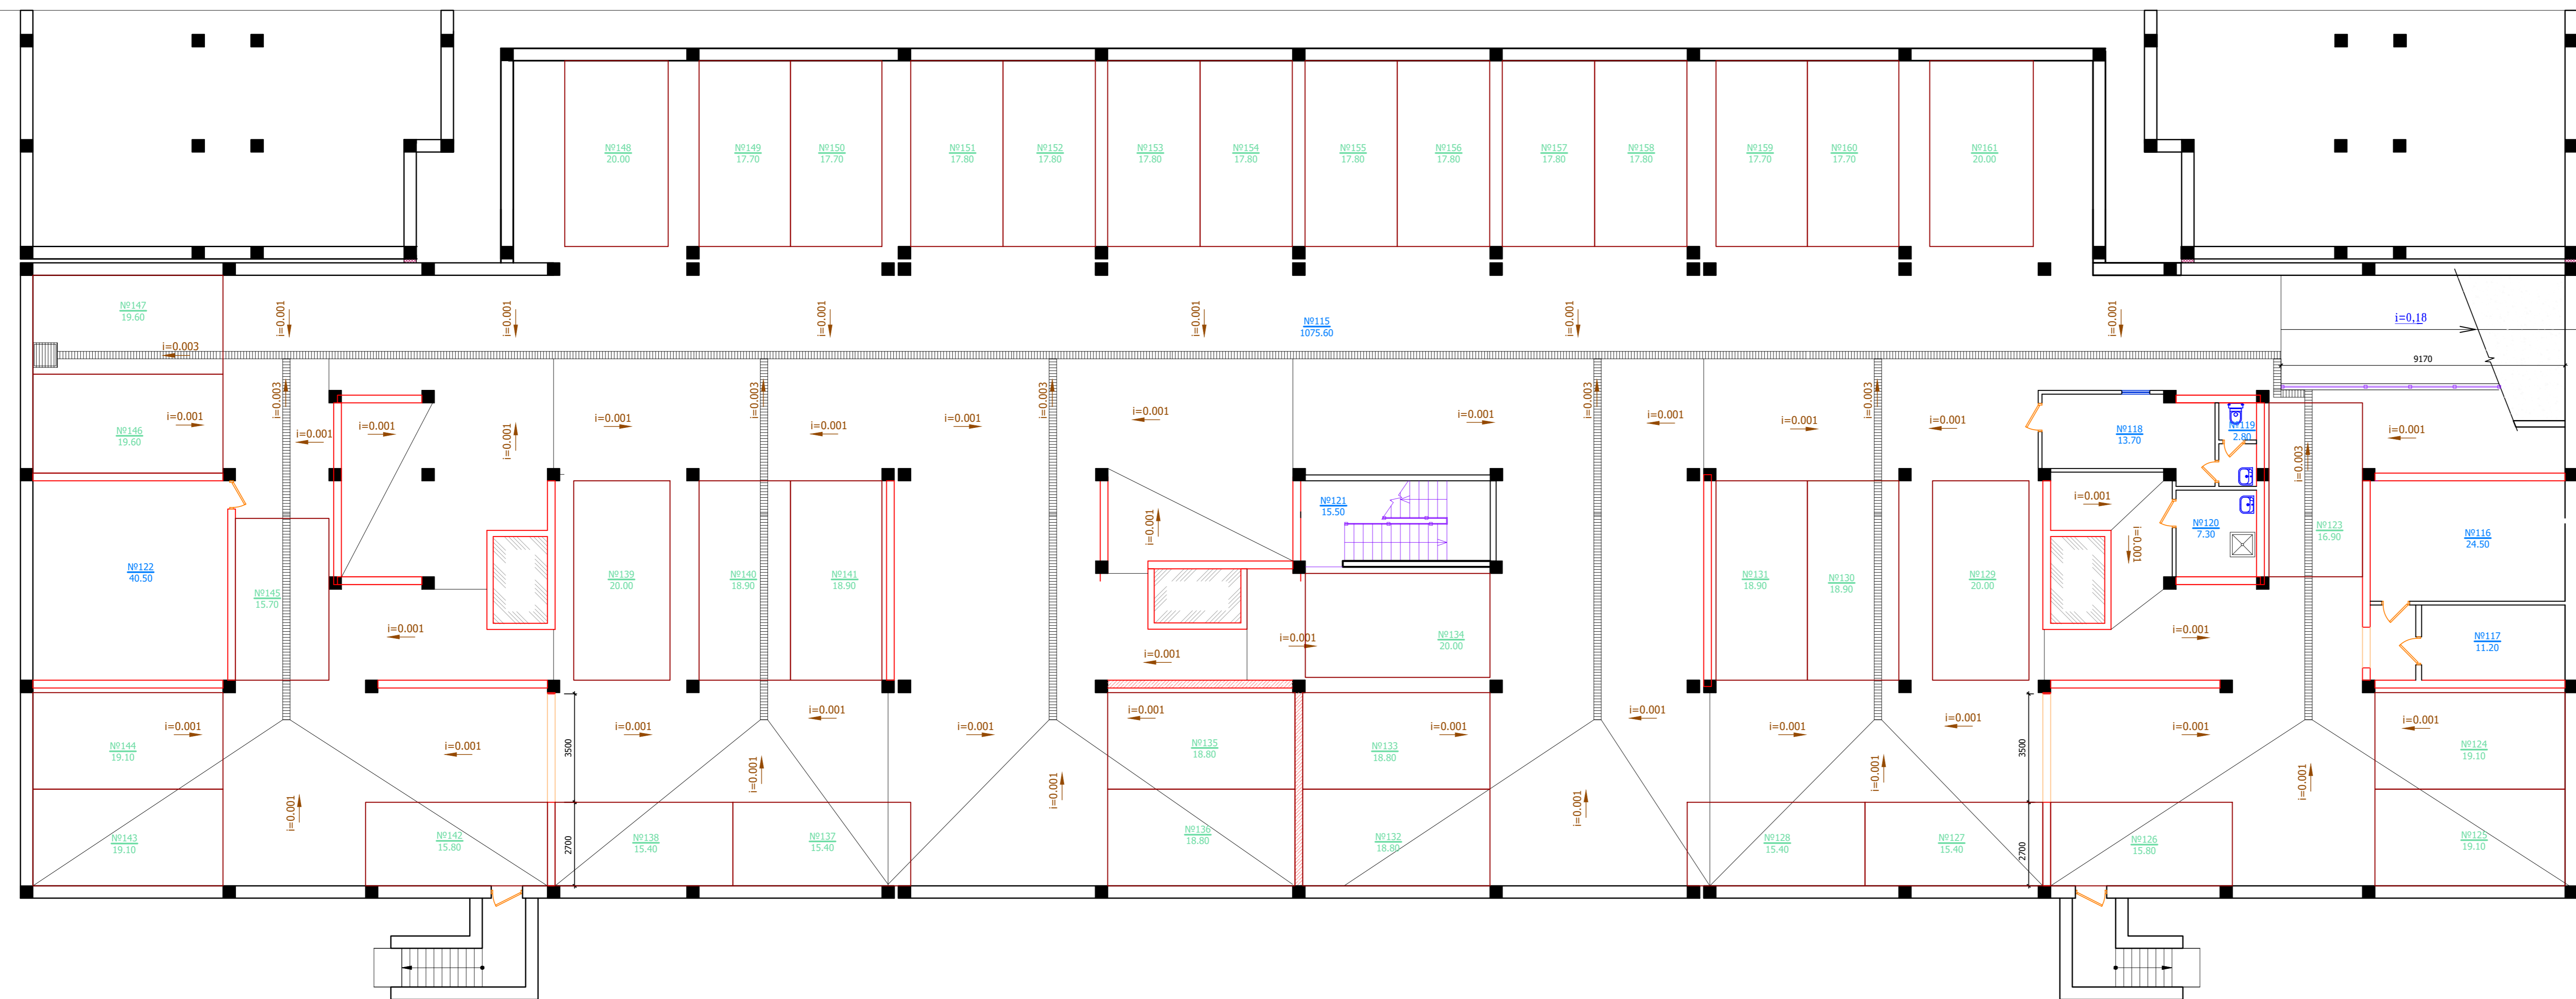 №148
20.00
№149
17.70
№150
17.70
№151
17.80
№152
17.80
№153
17.80
№154
17.80
№155
17.80
№156
17.80
№157
17.80
№158
17.80
№159
17.70
№160
17.70
№161
20.00
№147
19.60
i=0.001
i=0.001
i=0.001
i=0.001
i=0.001
i=0.001
№115
1075.60
i=0,18
i=0.003
9170
i=0.003
i=0.003
i=0.003
i=0.003
i=0.003
i=0.003
№146
19.60
i=0.001
i=0.001
i=0.001
i=0.001
i=0.001
i=0.001
i=0.001
i=0.001
i=0.001
i=0.001
i=0.001
i=0.001
№118
13.70
№119
2.80
i=0.001
№121
15.50
i=0.001
i=0.001
i=0.001
№120
7.30
№123
16.90
№116
24.50
№122
40.50
№145
15.70
№139
20.00
№140
18.90
№141
18.90
№131
18.90
№130
18.90
№129
20.00
i=0.001
i=0.001
i=0.001
№134
20.00
i=0.001
№117
11.20
i=0.001
i=0.001
i=0.001
i=0.001
i=0.001
i=0.001
i=0.001
i=0.001
i=0.001
i=0.001
i=0.001
№144
19.10
i=0.001
3500
№135
18.80
№133
18.80
3500
№124
19.10
i=0.001
i=0.001
i=0.001
i=0.001
i=0.001
i=0.001
№143
19.10
№142
15.80
2700
№138
15.40
№137
15.40
№136
18.80
№132
18.80
№128
15.40
№127
15.40
2700
№126
15.80
№125
19.10